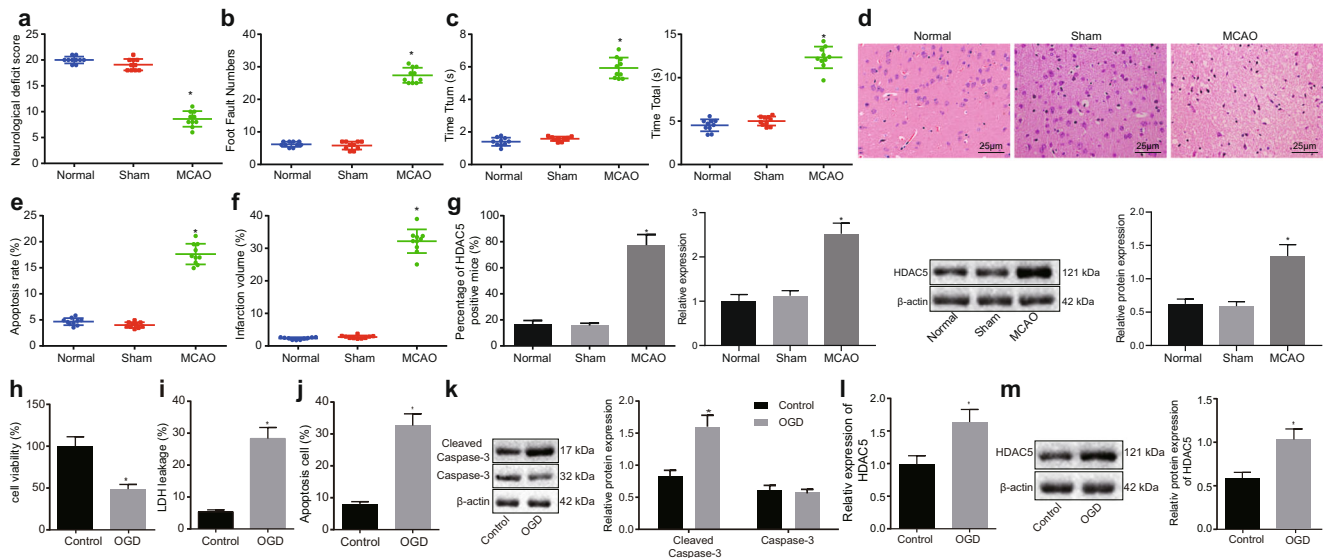 a
Neurological deficit score
25
20
15
10
5
0
*
Normal Sham MCAO
b
Foot Fault Numbers
40
30
20
10
0
*
Normal Sham MCAO
c
Time Tturn (s)
8
6
4
2
0
*
Normal Sham MCAO
Time Total (s)
15
10
5
0
*
Normal Sham MCAO
d
Normal Sham MCAO
25μm 25μm 25μm
e
Apoptosis rate (%)
25
20
15
10
5
0
*
Normal Sham MCAO
f
Infarction volume (%)
40
30
20
10
0
*
Normal Sham MCAO
g
Percentage of HDAC5
positive mice (%)
100
80
60
40
20
0
*
Normal Sham MCAO
Relative expression
3
2
1
0
*
Normal Sham MCAO
HDAC5 121 kDa
β-actin 42 kDa
Normal Sham MCAO
Relative protein expression
2.0
1.5
1.0
0.5
0.0
*
Normal Sham MCAO
h
cell viability (%)
150
100
50
0
*
Control OGD
i
LDH leakage (%)
40
30
20
10
0
*
Control OGD
j
Apoptosis cell (%)
40
30
20
10
0
*
Control OGD
k
Cleaved
Caspase-3 17 kDa
Caspase-3 32 kDa
β-actin 42 kDa
Control OGD
Relative protein expression
2.0
1.5
1.0
0.5
0.0
*
Control
OGD
Cleaved
Caspase-3
Caspase-3
l
Relative expression of
HDAC5
2.0
1.5
1.0
0.5
0.0
*
Control OGD
m
HDAC5 121 kDa
β-actin 42 kDa
Control OGD
Relatlve protein expression
of HDAC5
1.5
1.0
0.5
0.0
*
Control OGD